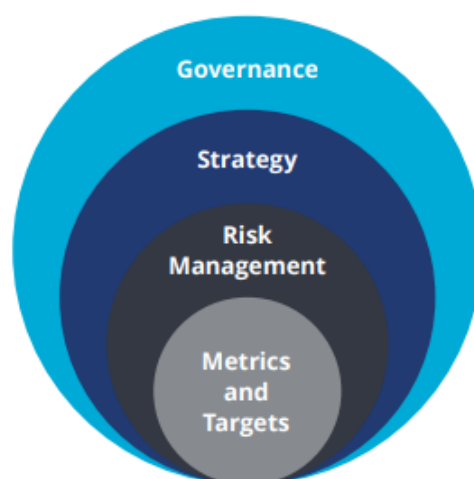 Governance
Strategy
Risk
Management
Metrics
and
Targets